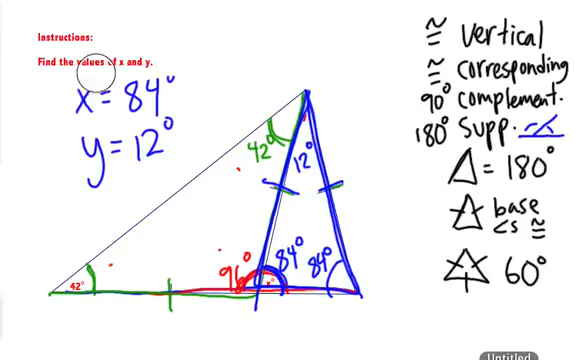 Instructions:
Find the values of x and y.
x = 84°
y = 12°
42°
12°
96°
84°
84°
42°
x°
≅ vertical
≅ corresponding
90° complement.
180° supp.
△ = 180°
△ base
<s ≅
△ 60°
Untitled